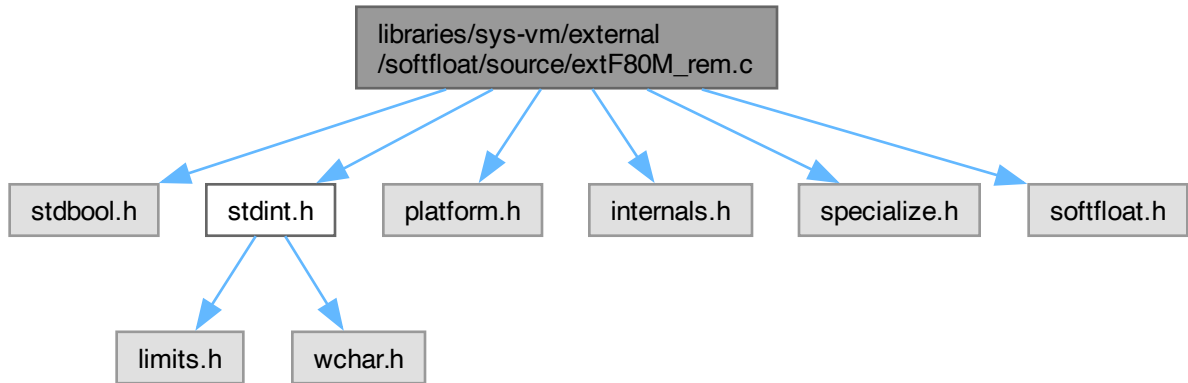 libraries/sys-vm/external
/softfloat/source/extF80M_rem.c
stdbool.h
stdint.h
platform.h
internals.h
specialize.h
softfloat.h
limits.h
wchar.h